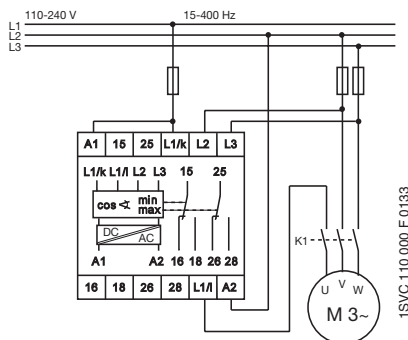 110-240 V 15-400 Hz
L1
L2
L3
A1 15 25 L1/k L2 L3
L1/k L1/l L2 L3 15 25
cos ∢ min
max
DC
AC
A1 A2 16 18 26 28
16 18 26 28 L1/l A2
K1
U V W
M 3~
1SVC 110 000 F 0133